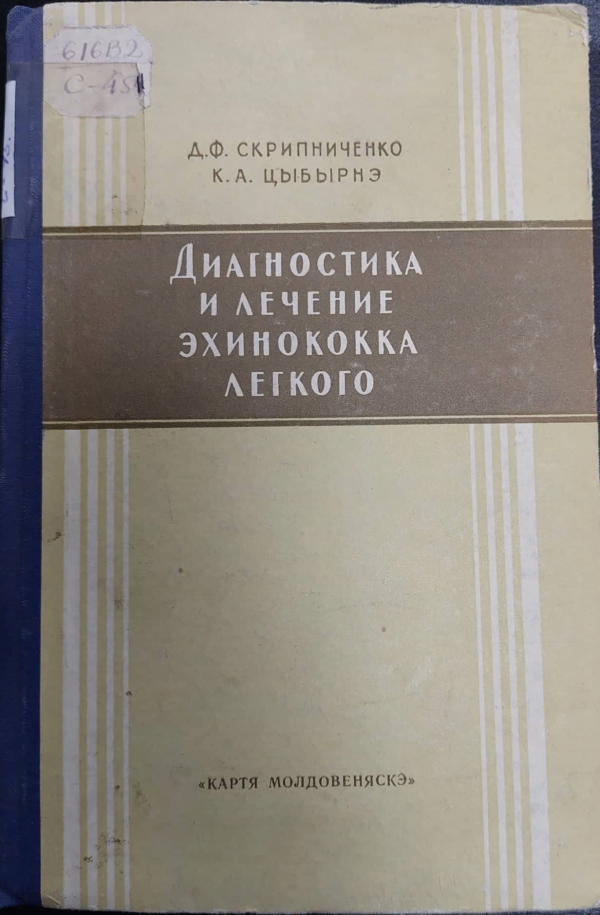 616В2
С-451
Д.Ф. СКРИПНИЧЕНКО
К. А. ЦЫБЫРНЭ
ДИАГНОСТИКА
И ЛЕЧЕНИЕ
ЭХИНОКОККА
ЛЕГКОГО
«КАРТЯ МОЛДОВЕНЯСКЭ»